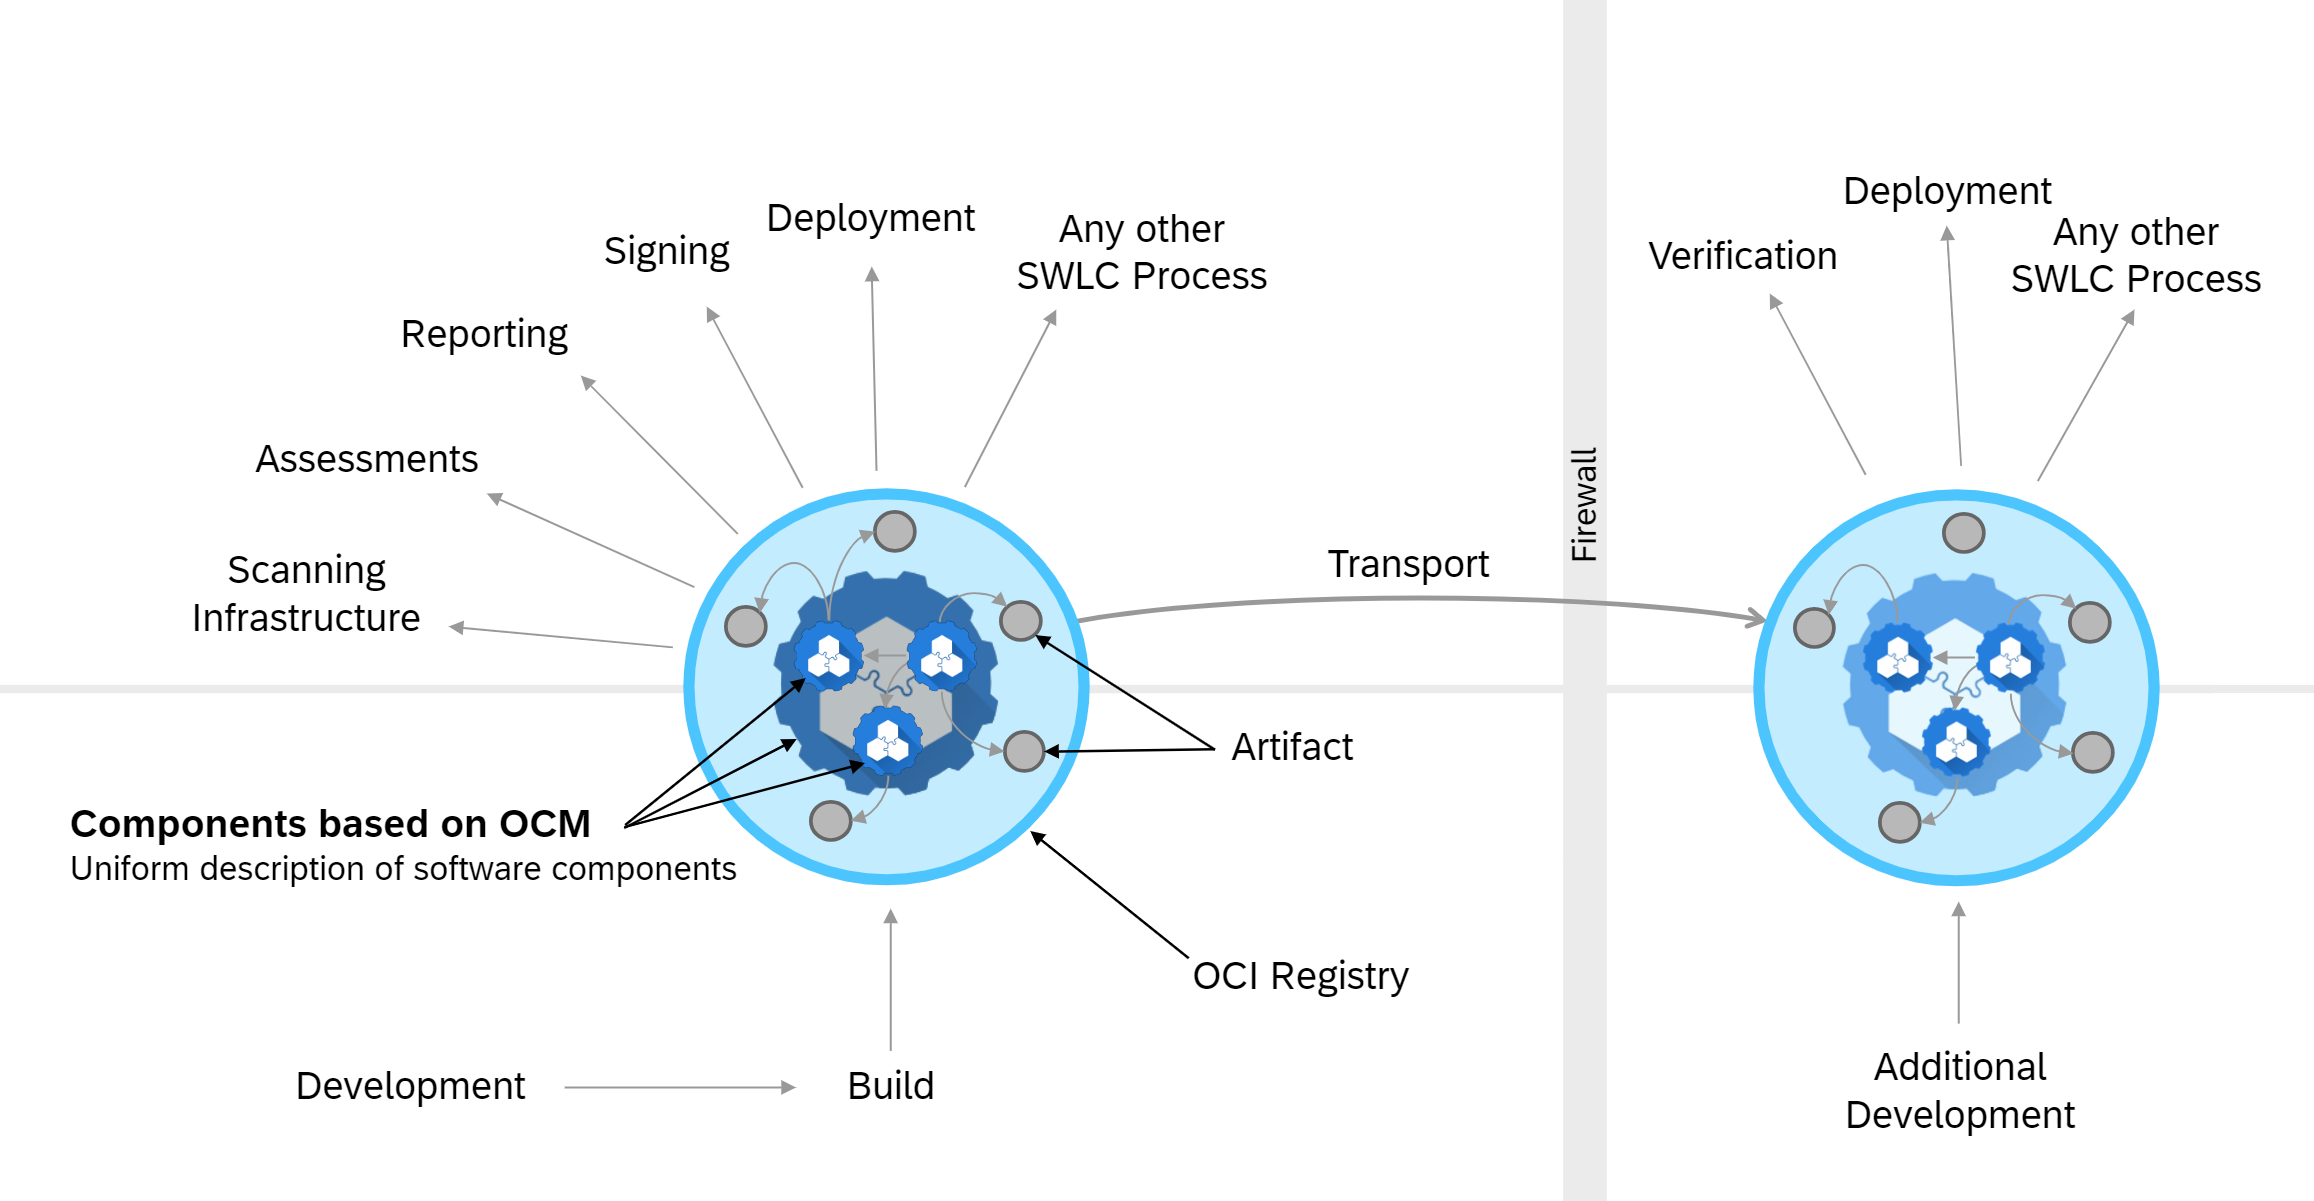 Deployment
Any other
SWLC Process
Signing
Reporting
Assessments
Scanning
Infrastructure
Components based on OCM
Uniform description of software components
Development
Build
Transport
Artifact
OCI Registry
Firewall
Verification
Deployment
Any other
SWLC Process
Additional
Development